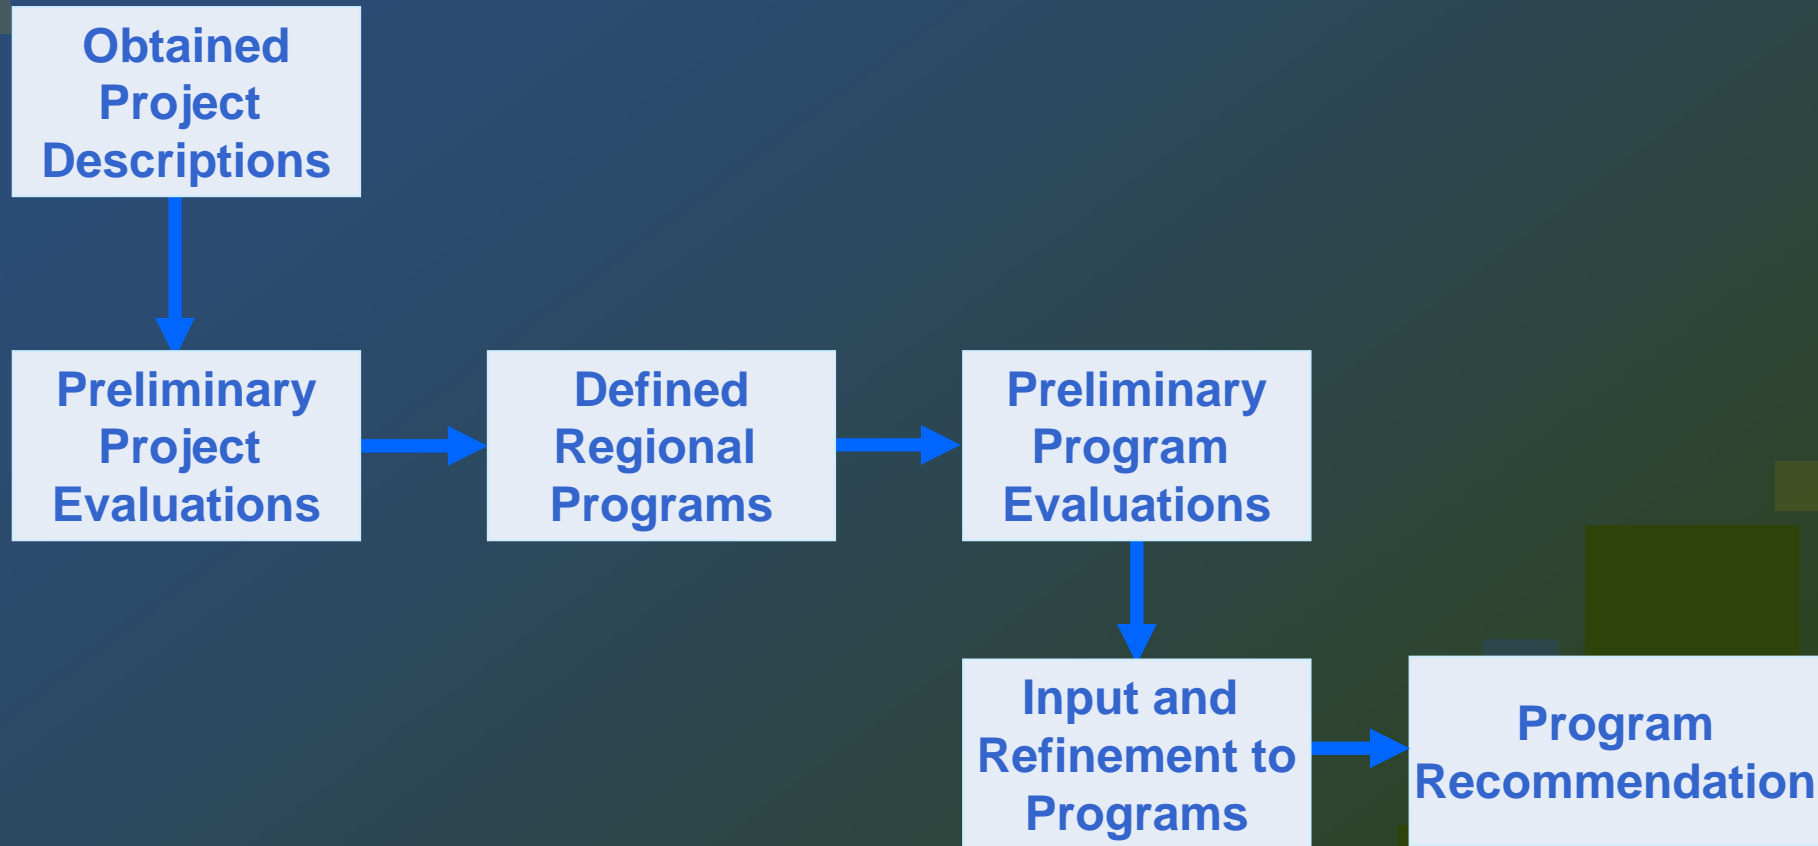 Obtained
Project
Descriptions
Preliminary
Project
Evaluations
Defined
Regional
Programs
Preliminary
Program
Evaluations
Input and
Refinement to
Programs
Program
Recommendation